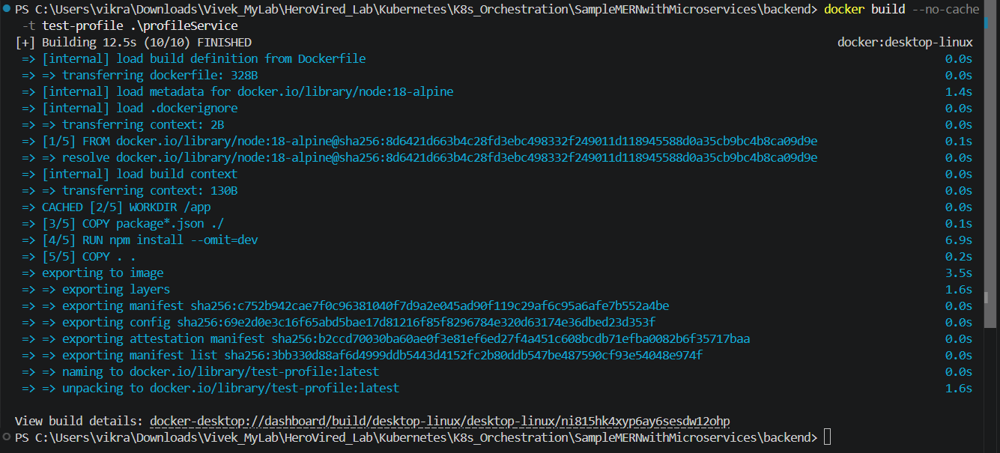 PS C:\Users\vikra\Downloads\Vivek_MyLab\HeroVired_Lab\Kubernetes\K8s_Orchestration\SampleMERNwithMicroservices\backend> docker build --no-cache
-t test-profile .\profileService
[+] Building 12.5s (10/10) FINISHED docker:desktop-linux
=> [internal] load build definition from Dockerfile 0.0s
=> => transferring dockerfile: 328B 0.0s
=> [internal] load metadata for docker.io/library/node:18-alpine 1.4s
=> [internal] load .dockerignore 0.0s
=> => transferring context: 2B 0.0s
=> [1/5] FROM docker.io/library/node:18-alpine@sha256:8d6421d663b4c28fd3ebc498332f249011d118945588d0a35cb9bc4b8ca09d9e 0.1s
=> => resolve docker.io/library/node:18-alpine@sha256:8d6421d663b4c28fd3ebc498332f249011d118945588d0a35cb9bc4b8ca09d9e 0.0s
=> [internal] load build context 0.0s
=> => transferring context: 130B 0.0s
=> CACHED [2/5] WORKDIR /app 0.0s
=> [3/5] COPY package*.json ./ 0.1s
=> [4/5] RUN npm install --omit=dev 6.9s
=> [5/5] COPY . . 0.2s
=> exporting to image 3.5s
=> => exporting layers 1.6s
=> => exporting manifest sha256:c752b942cae7f0c96381040f7d9a2e045ad90f119c29af6c95a6afe7b552a4be 0.0s
=> => exporting config sha256:69e2d0e3c16f65abd5bae17d81216f85f8296784e320d63174e36dbed23d353f 0.0s
=> => exporting attestation manifest sha256:b2ccd70030ba60ae0f3e81ef6ed27f4a451c608bcdb71efba0082b6f35717baa 0.0s
=> => exporting manifest list sha256:3bb330d88af6d4999ddb5443d4152fc2b80ddb547be487590cf93e54048e974f 0.0s
=> => naming to docker.io/library/test-profile:latest 0.0s
=> => unpacking to docker.io/library/test-profile:latest 1.6s
View build details: docker-desktop://dashboard/build/desktop-linux/desktop-linux/ni815hk4xyp6ay6sesdw12ohp
PS C:\Users\vikra\Downloads\Vivek_MyLab\HeroVired_Lab\Kubernetes\K8s_Orchestration\SampleMERNwithMicroservices\backend>